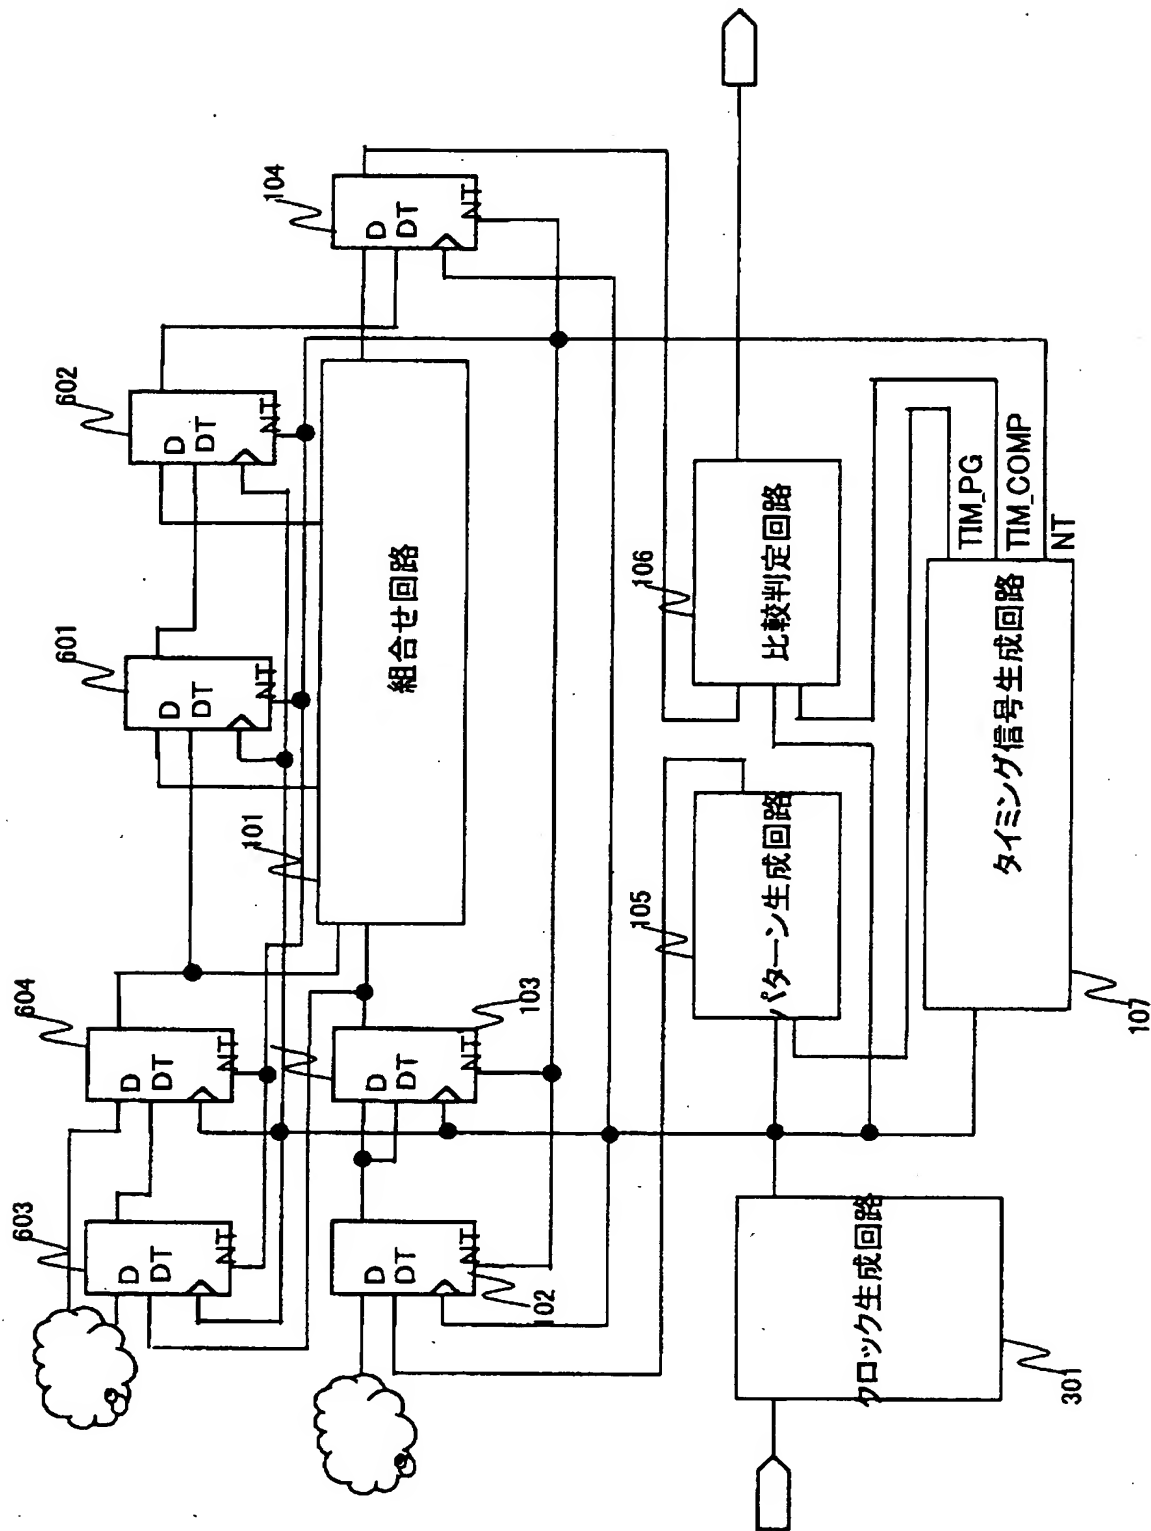 603
D
DT
NT
604
D
DT
NT
601
D
DT
NT
602
D
DT
NT
102
D
DT
NT
103
D
DT
NT
101
組合せ回路
104
D
DT
NT
301
クロック生成回路
105
パターン生成回路
106
比較判定回路
107
タイミング信号生成回路
TIM_PG
TIM_COMP
NT